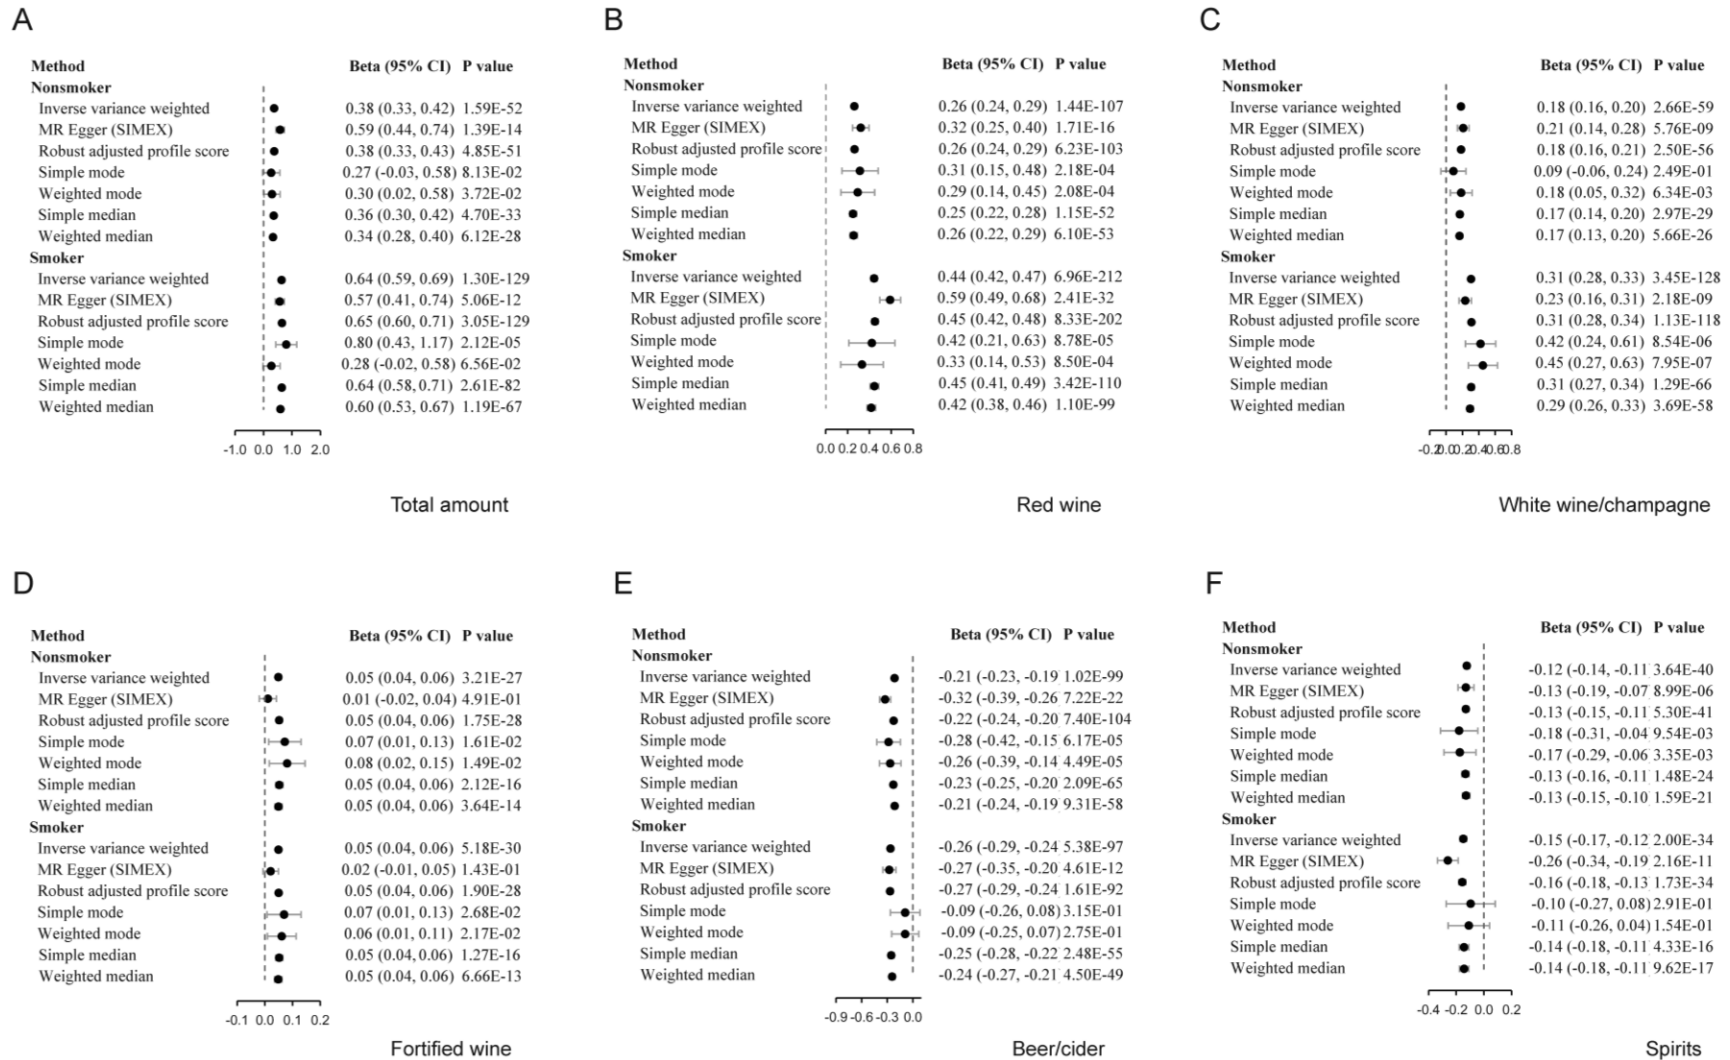 A
Method Beta (95% CI) P value
Nonsmoker
Inverse variance weighted 0.38 (0.33, 0.42) 1.59E-52
MR Egger (SIMEX) 0.59 (0.44, 0.74) 1.39E-14
Robust adjusted profile score 0.38 (0.33, 0.43) 4.85E-51
Simple mode 0.27 (-0.03, 0.58) 8.13E-02
Weighted mode 0.30 (0.02, 0.58) 3.72E-02
Simple median 0.36 (0.30, 0.42) 4.70E-33
Weighted median 0.34 (0.28, 0.40) 6.12E-28
Smoker
Inverse variance weighted 0.64 (0.59, 0.69) 1.30E-129
MR Egger (SIMEX) 0.57 (0.41, 0.74) 5.06E-12
Robust adjusted profile score 0.65 (0.60, 0.71) 3.05E-129
Simple mode 0.80 (0.43, 1.17) 2.12E-05
Weighted mode 0.28 (-0.02, 0.58) 6.56E-02
Simple median 0.64 (0.58, 0.71) 2.61E-82
Weighted median 0.60 (0.53, 0.67) 1.19E-67
-1.0 0.0 1.0 2.0
Total amount
B
Method Beta (95% CI) P value
Nonsmoker
Inverse variance weighted 0.26 (0.24, 0.29) 1.44E-107
MR Egger (SIMEX) 0.32 (0.25, 0.40) 1.71E-16
Robust adjusted profile score 0.26 (0.24, 0.29) 6.23E-103
Simple mode 0.31 (0.15, 0.48) 2.18E-04
Weighted mode 0.29 (0.14, 0.45) 2.08E-04
Simple median 0.25 (0.22, 0.28) 1.15E-52
Weighted median 0.26 (0.22, 0.29) 6.10E-53
Smoker
Inverse variance weighted 0.44 (0.42, 0.47) 6.96E-212
MR Egger (SIMEX) 0.59 (0.49, 0.68) 2.41E-32
Robust adjusted profile score 0.45 (0.42, 0.48) 8.33E-202
Simple mode 0.42 (0.21, 0.63) 8.78E-05
Weighted mode 0.33 (0.14, 0.53) 8.50E-04
Simple median 0.45 (0.41, 0.49) 3.42E-110
Weighted median 0.42 (0.38, 0.46) 1.10E-99
0.0 0.2 0.4 0.6 0.8
Red wine
C
Method Beta (95% CI) P value
Nonsmoker
Inverse variance weighted 0.18 (0.16, 0.20) 2.66E-59
MR Egger (SIMEX) 0.21 (0.14, 0.28) 5.76E-09
Robust adjusted profile score 0.18 (0.16, 0.21) 2.50E-56
Simple mode 0.09 (-0.06, 0.24) 2.49E-01
Weighted mode 0.18 (0.05, 0.32) 6.34E-03
Simple median 0.17 (0.14, 0.20) 2.97E-29
Weighted median 0.17 (0.13, 0.20) 5.66E-26
Smoker
Inverse variance weighted 0.31 (0.28, 0.33) 3.45E-128
MR Egger (SIMEX) 0.23 (0.16, 0.31) 2.18E-09
Robust adjusted profile score 0.31 (0.28, 0.34) 1.13E-118
Simple mode 0.42 (0.24, 0.61) 8.54E-06
Weighted mode 0.45 (0.27, 0.63) 7.95E-07
Simple median 0.31 (0.27, 0.34) 1.29E-66
Weighted median 0.29 (0.26, 0.33) 3.69E-58
-0.2 0.0 0.2 0.4 0.6 0.8
White wine/champagne
D
Method Beta (95% CI) P value
Nonsmoker
Inverse variance weighted 0.05 (0.04, 0.06) 3.21E-27
MR Egger (SIMEX) 0.01 (-0.02, 0.04) 4.91E-01
Robust adjusted profile score 0.05 (0.04, 0.06) 1.75E-28
Simple mode 0.07 (0.01, 0.13) 1.61E-02
Weighted mode 0.08 (0.02, 0.15) 1.49E-02
Simple median 0.05 (0.04, 0.06) 2.12E-16
Weighted median 0.05 (0.04, 0.06) 3.64E-14
Smoker
Inverse variance weighted 0.05 (0.04, 0.06) 5.18E-30
MR Egger (SIMEX) 0.02 (-0.01, 0.05) 1.43E-01
Robust adjusted profile score 0.05 (0.04, 0.06) 1.90E-28
Simple mode 0.07 (0.01, 0.13) 2.68E-02
Weighted mode 0.06 (0.01, 0.11) 2.17E-02
Simple median 0.05 (0.04, 0.06) 1.27E-16
Weighted median 0.05 (0.04, 0.06) 6.66E-13
-0.1 0.0 0.1 0.2
Fortified wine
E
Method Beta (95% CI) P value
Nonsmoker
Inverse variance weighted -0.21 (-0.23, -0.19 1.02E-99
MR Egger (SIMEX) -0.32 (-0.39, -0.26 7.22E-22
Robust adjusted profile score -0.22 (-0.24, -0.20 7.40E-104
Simple mode -0.28 (-0.42, -0.15 6.17E-05
Weighted mode -0.26 (-0.39, -0.14 4.49E-05
Simple median -0.23 (-0.25, -0.20 2.09E-65
Weighted median -0.21 (-0.24, -0.19 9.31E-58
Smoker
Inverse variance weighted -0.26 (-0.29, -0.24 5.38E-97
MR Egger (SIMEX) -0.27 (-0.35, -0.20 4.61E-12
Robust adjusted profile score -0.27 (-0.29, -0.24 1.61E-92
Simple mode -0.09 (-0.26, 0.08) 3.15E-01
Weighted mode -0.09 (-0.25, 0.07) 2.75E-01
Simple median -0.25 (-0.28, -0.22 2.48E-55
Weighted median -0.24 (-0.27, -0.21 4.50E-49
-0.9 -0.6 -0.3 0.0
Beer/cider
F
Method Beta (95% CI) P value
Nonsmoker
Inverse variance weighted -0.12 (-0.14, -0.11 3.64E-40
MR Egger (SIMEX) -0.13 (-0.19, -0.07 8.99E-06
Robust adjusted profile score -0.13 (-0.15, -0.11 5.30E-41
Simple mode -0.18 (-0.31, -0.04 9.54E-03
Weighted mode -0.17 (-0.29, -0.06 3.35E-03
Simple median -0.13 (-0.16, -0.11 1.48E-24
Weighted median -0.13 (-0.15, -0.10 1.59E-21
Smoker
Inverse variance weighted -0.15 (-0.17, -0.12 2.00E-34
MR Egger (SIMEX) -0.26 (-0.34, -0.19 2.16E-11
Robust adjusted profile score -0.16 (-0.18, -0.13 1.73E-34
Simple mode -0.10 (-0.27, 0.08) 2.91E-01
Weighted mode -0.11 (-0.26, 0.04) 1.54E-01
Simple median -0.14 (-0.18, -0.11 4.33E-16
Weighted median -0.14 (-0.18, -0.11 9.62E-17
-0.4 -0.2 0.0 0.2
Spirits